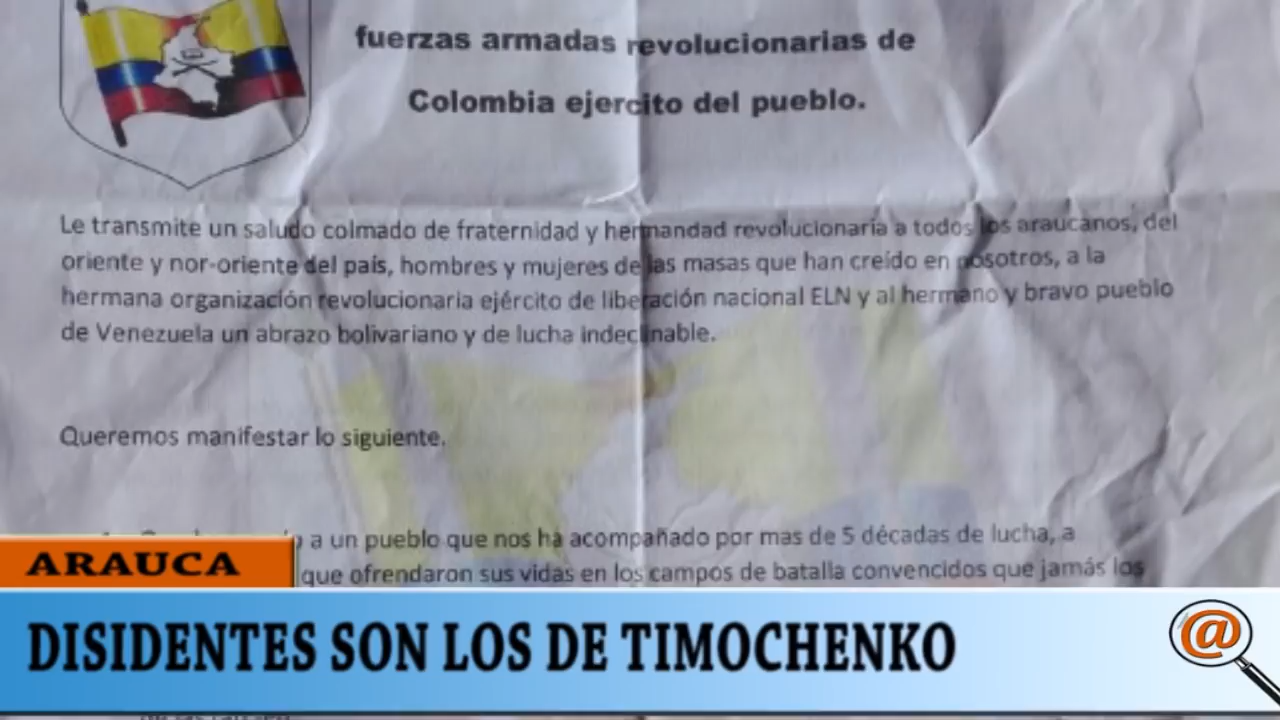 fuerzas armadas revolucionarias de
Colombia ejercito del pueblo.
Le transmite un saludo colmado de fraternidad y hermandad revolucionaria a todos los araucanos, del
oriente y nor-oriente del país, hombres y mujeres de las masas que han creído en nosotros, a la
hermana organización revolucionaria ejército de liberación nacional ELN y al hermano y bravo pueblo
de Venezuela un abrazo bolivariano y de lucha indeclinable.
Queremos manifestar lo siguiente.
a un pueblo que nos ha acompañado por mas de 5 décadas de lucha, a
que ofrendaron sus vidas en los campos de batalla convencidos que jamás los
ARAUCA
DISIDENTES SON LOS DE TIMOCHENKO
@